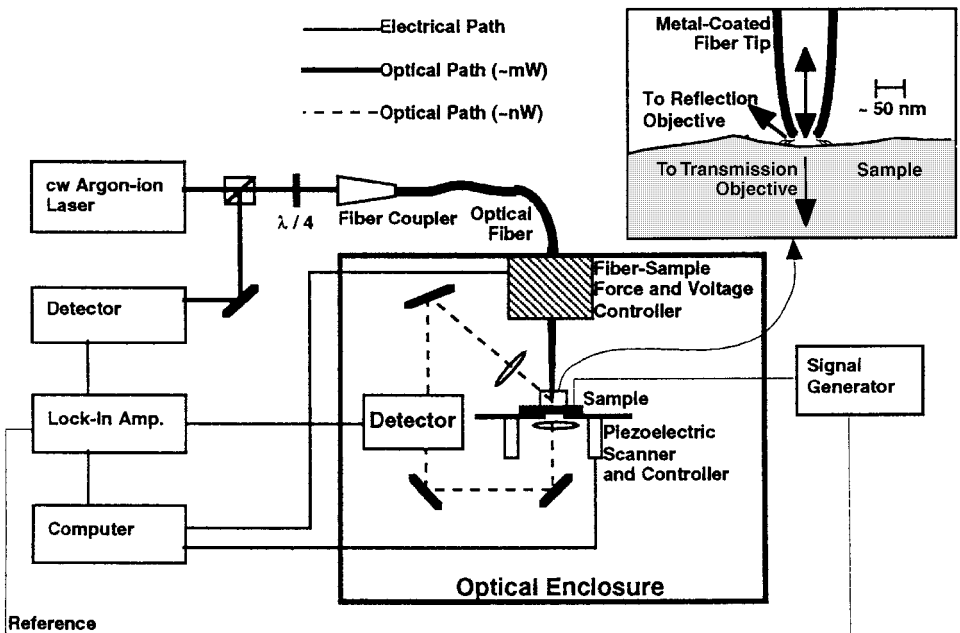 Electrical Path
Optical Path (~mW)
Optical Path (~nW)
Metal-Coated
Fiber Tip
~ 50 nm
To Reflection
Objective
To Transmission
Objective
Sample
cw Argon-ion
Laser
λ / 4
Fiber Coupler
Optical
Fiber
Detector
Fiber-Sample
Force and Voltage
Controller
Signal
Generator
Lock-In Amp.
Detector
Sample
Piezoelectric
Scanner
and Controller
Computer
Optical Enclosure
Reference